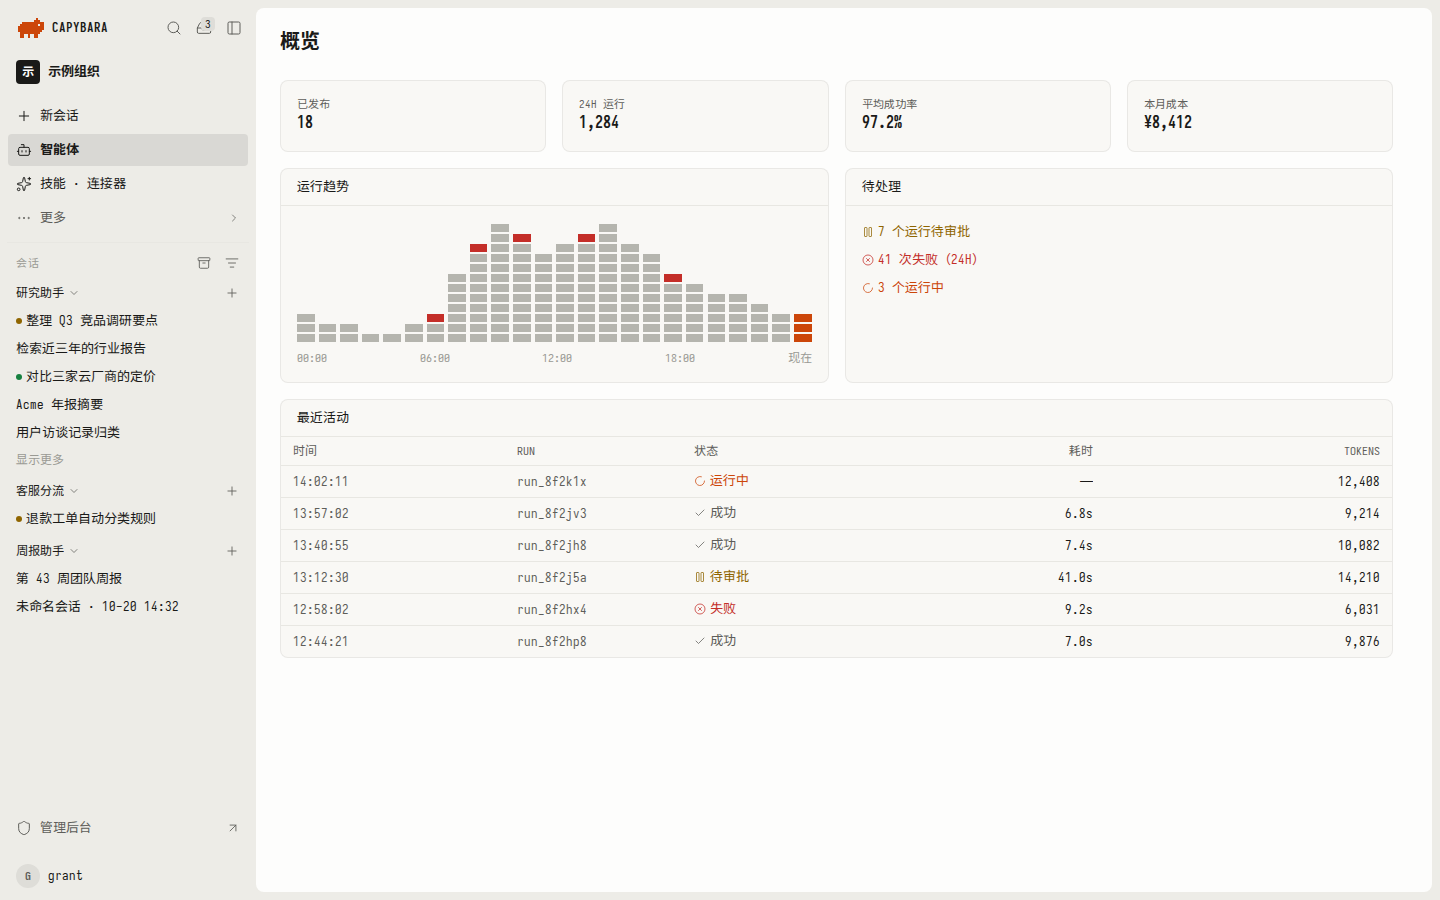 CAPYBARA
3
示 示例组织
新会话
智能体
技能 · 连接器
更多
会话
研究助手
整理 Q3 竞品调研要点
检索近三年的行业报告
对比三家云厂商的定价
Acme 年报摘要
用户访谈记录归类
显示更多
客服分流
退款工单自动分类规则
周报助手
第 43 周团队周报
未命名会话 · 10-20 14:32
管理后台
G grant
概览
已发布
18
24H 运行
1,284
平均成功率
97.2%
本月成本
¥8,412
运行趋势
00:00 06:00 12:00 18:00 现在
待处理
7 个运行待审批
41 次失败 (24H)
3 个运行中
最近活动
时间 RUN 状态 耗时 TOKENS
14:02:11 run_8f2k1x 运行中 — 12,408
13:57:02 run_8f2jv3 成功 6.8s 9,214
13:40:55 run_8f2jh8 成功 7.4s 10,082
13:12:30 run_8f2j5a 待审批 41.0s 14,210
12:58:02 run_8f2hx4 失败 9.2s 6,031
12:44:21 run_8f2hp8 成功 7.0s 9,876